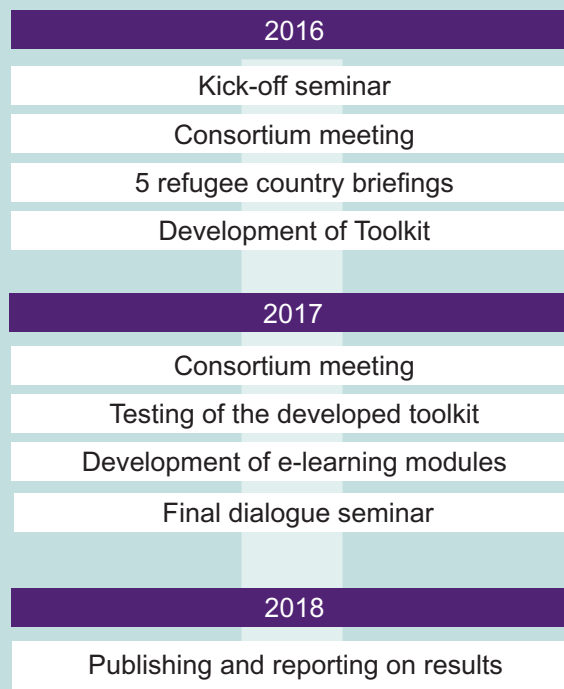 2016
Kick-off seminar
Consortium meeting
5 refugee country briefings
Development of Toolkit
2017
Consortium meeting
Testing of the developed toolkit
Development of e-learning modules
Final dialogue seminar
2018
Publishing and reporting on results